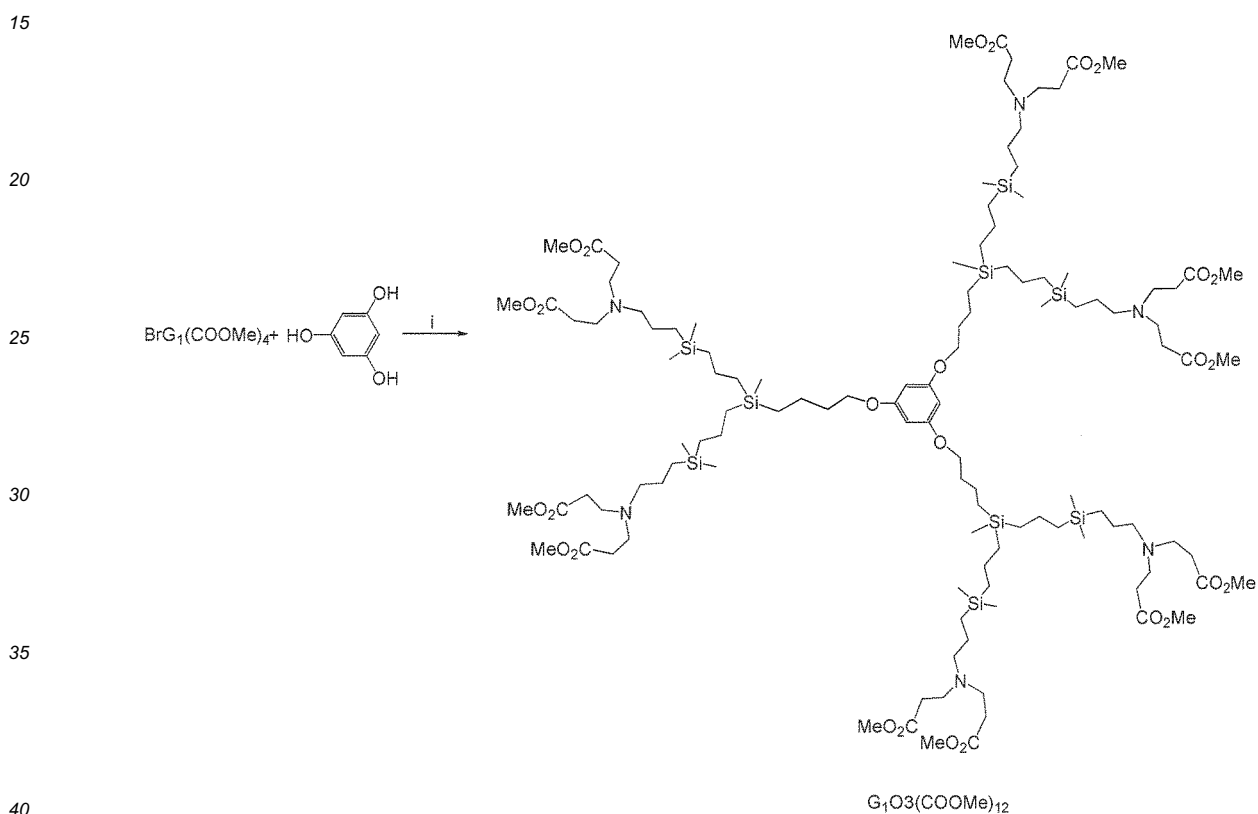 15
MeO₂C
CO₂Me
N
20
Si
MeO₂C
Si
CO₂Me
MeO₂C
N
Si
N
25
BrG₁(COOMe)₄+
HO
OH
OH
i
Si
CO₂Me
O
Si
O
O
Si
30
MeO₂C
N
Si
Si
MeO₂C
N
CO₂Me
Si
CO₂Me
35
N
MeO₂C
MeO₂C
G₁O3(COOMe)₁₂
40